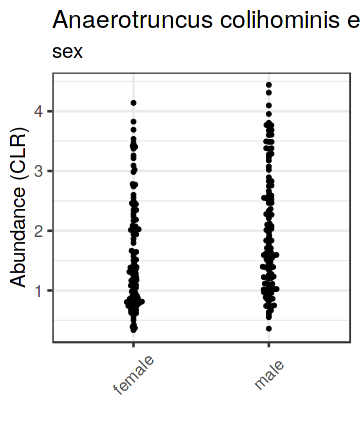 Anaerotruncus colihominis e
sex
Abundance (CLR)
4
3
2
1
female
male